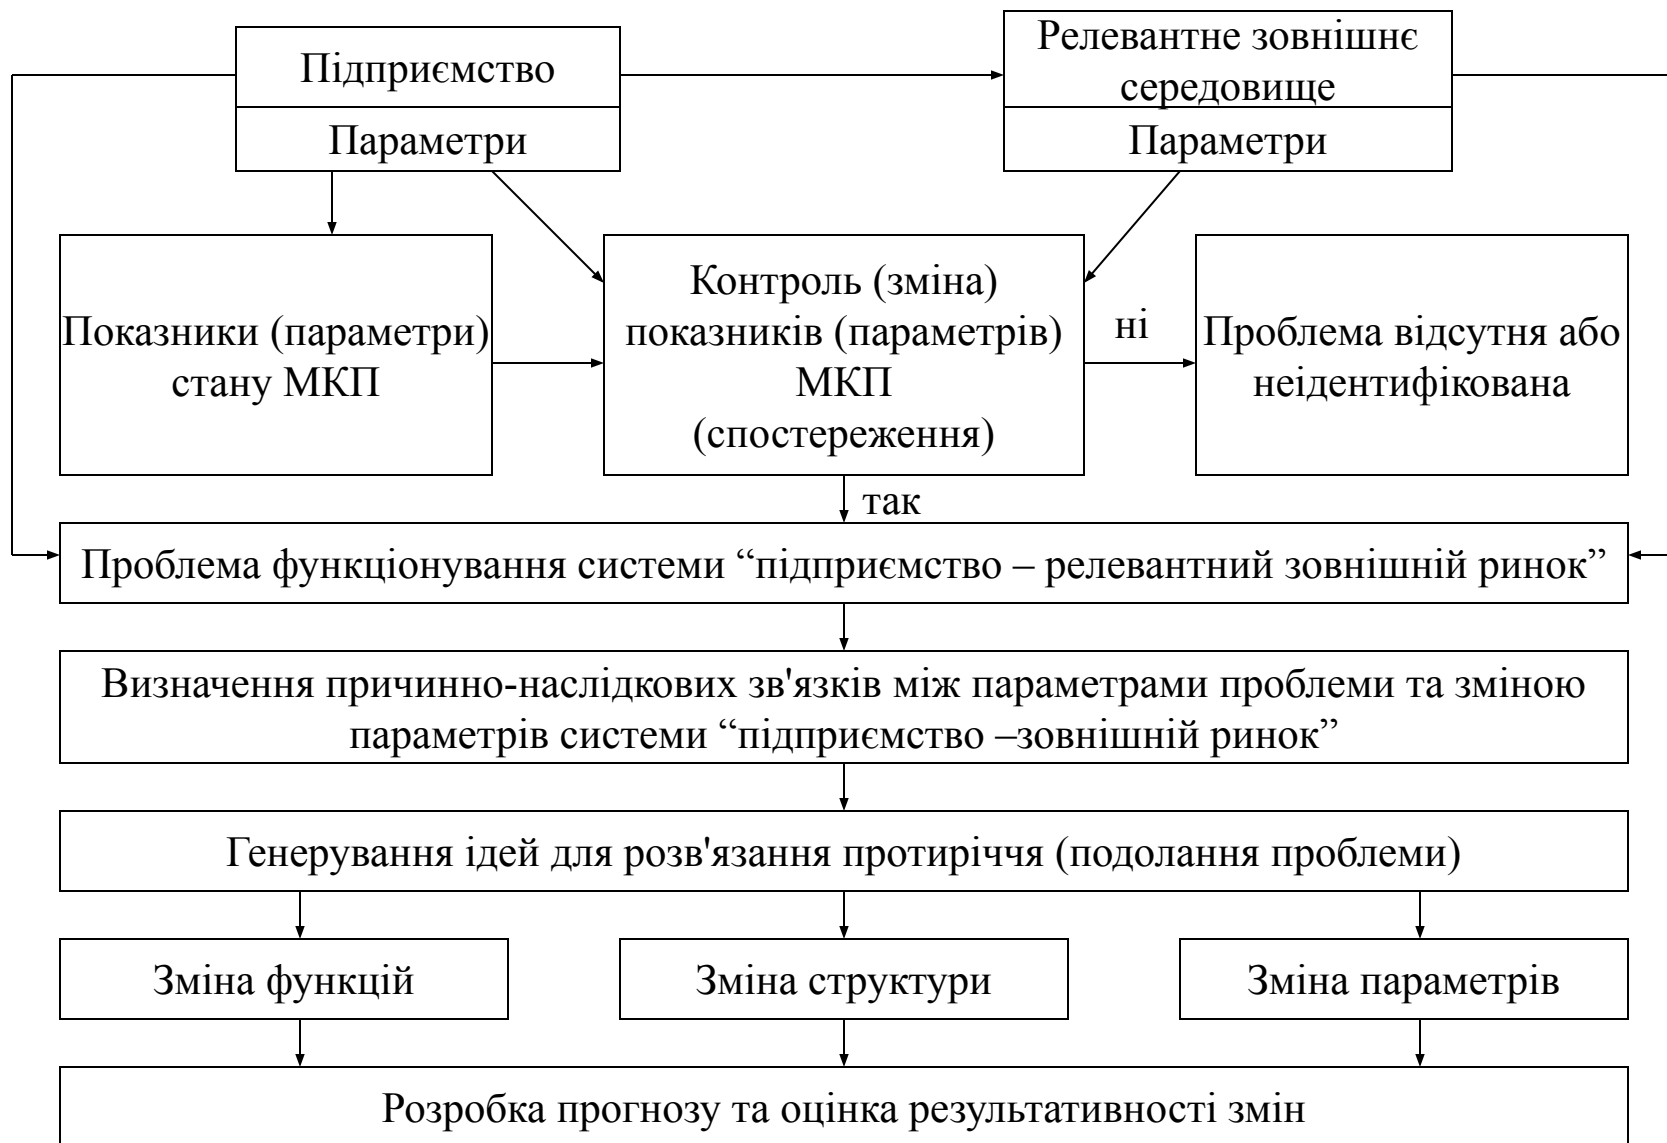 Підприємство
Параметри
Релевантне зовнішнє
середовище
Параметри
Показники (параметри)
стану МКП
Контроль (зміна)
показників (параметрів)
МКП
(спостереження)
ні
Проблема відсутня або
неідентифікована
так
Проблема функціонування системи “підприємство – релевантний зовнішній ринок”
Визначення причинно-наслідкових зв'язків між параметрами проблеми та зміною
параметрів системи “підприємство –зовнішній ринок”
Генерування ідей для розв'язання протиріччя (подолання проблеми)
Зміна функцій
Зміна структури
Зміна параметрів
Розробка прогнозу та оцінка результативності змін